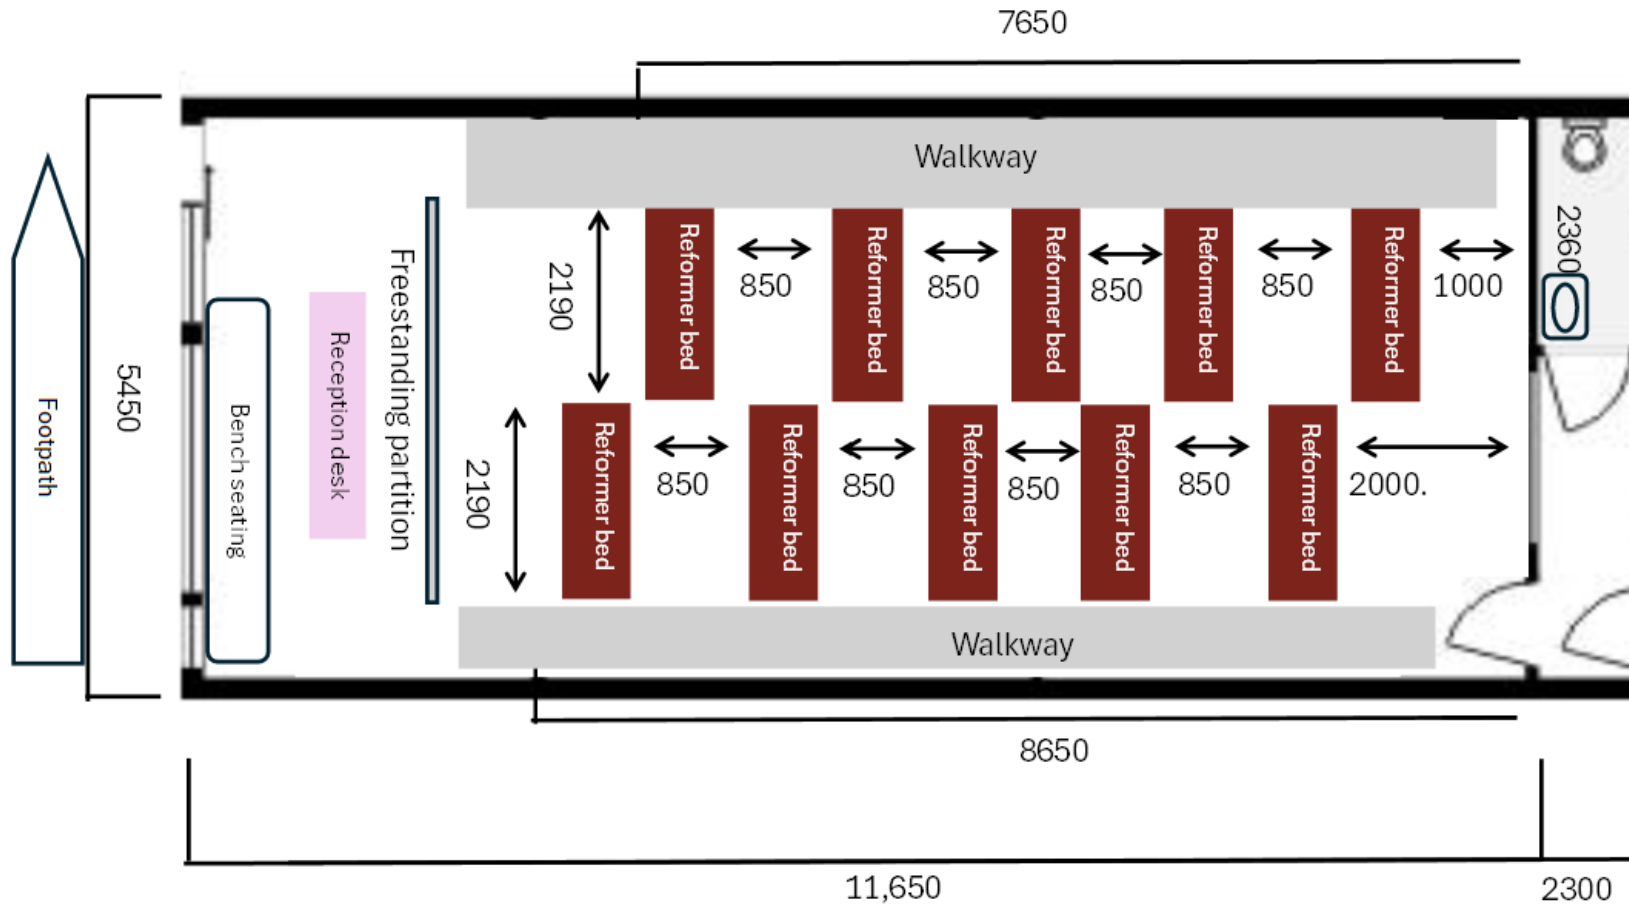 7650
Walkway
Footpath
5450
Bench seating
Reception desk
Freestanding partition
2190
Reformer bed
850
Reformer bed
850
Reformer bed
850
Reformer bed
850
Reformer bed
1000
2360
2190
Reformer bed
850
Reformer bed
850
Reformer bed
850
Reformer bed
850
Reformer bed
2000.
Walkway
8650
11,650
2300